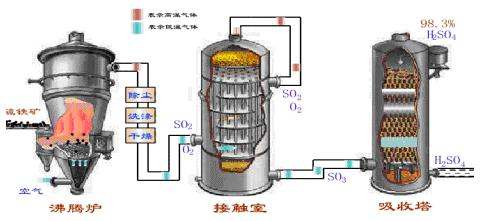 表示高温气体
表示低温气体
98.3%
H₂SO₄
除尘
洗涤
干燥
硫铁矿
空气
SO₂
O₂
SO₂
O₂
SO₃
H₂SO₄
沸腾炉
接触室
吸收塔